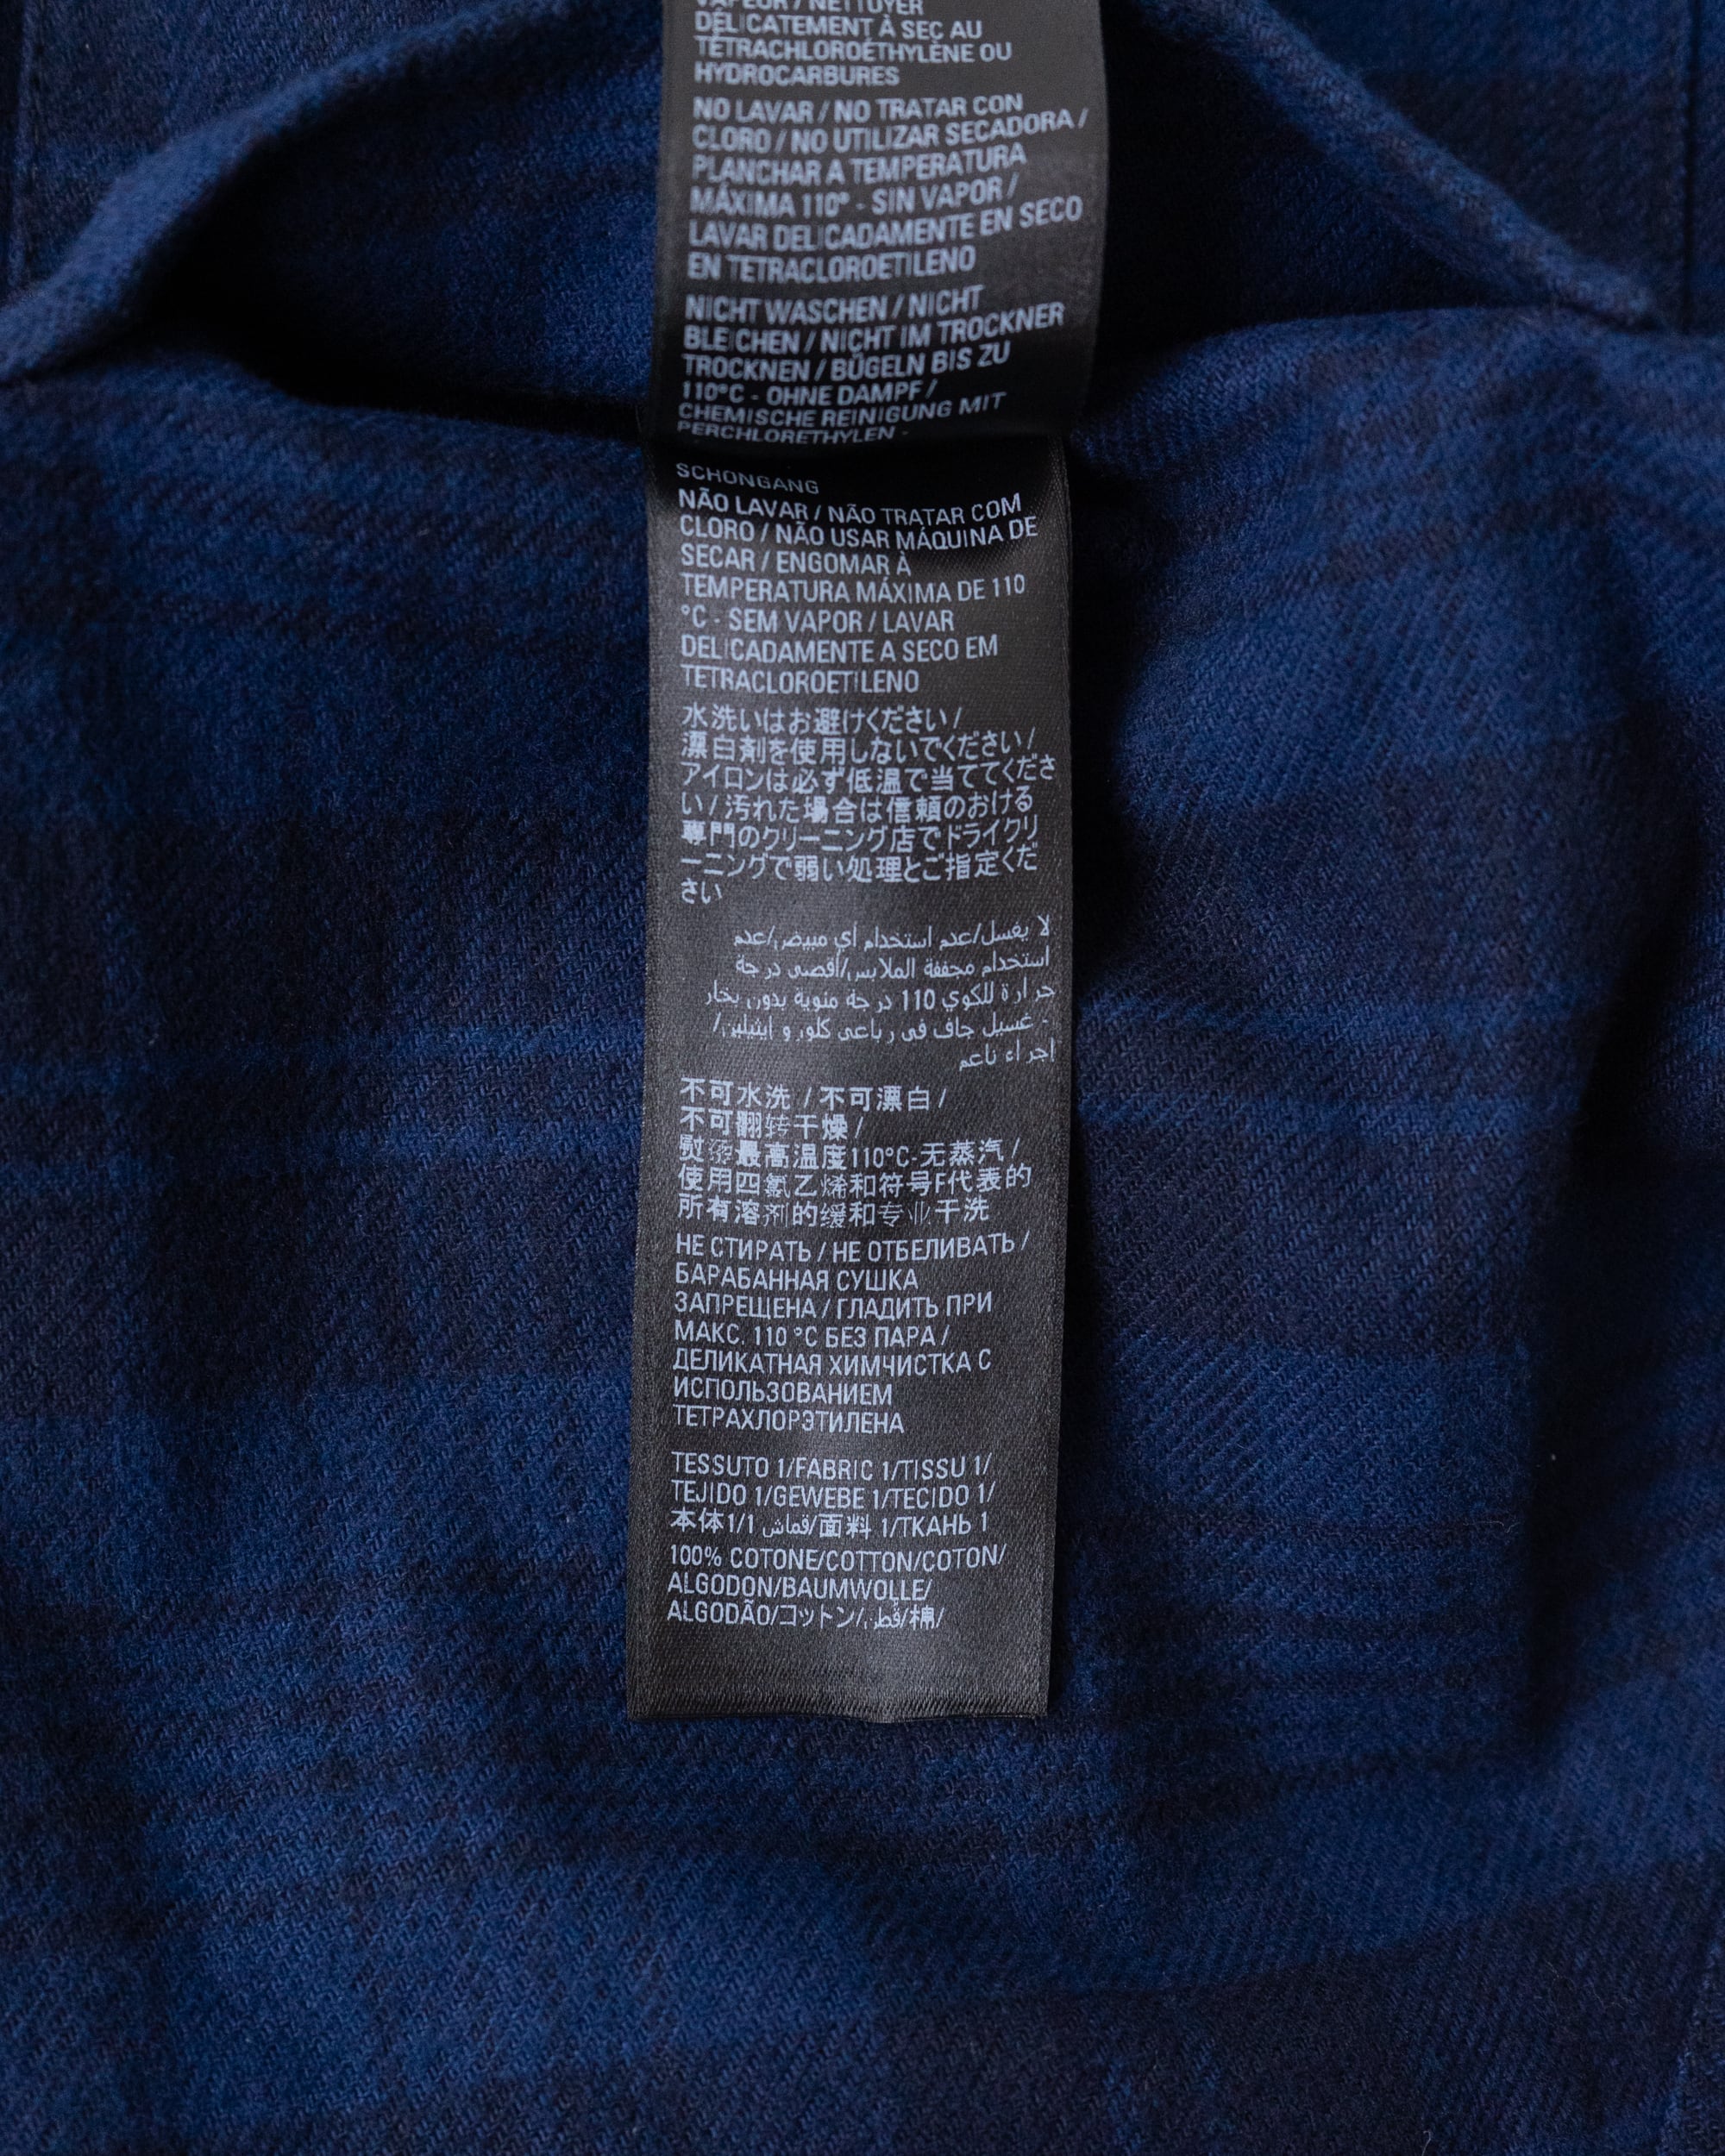 VAPEUR / NETTOYER
DÉLICATEMENT À SEC AU
TÉTRACHLOROÉTHYLÈNE OU
HYDROCARBURES
NO LAVAR / NO TRATAR CON
CLORO / NO UTILIZAR SECADORA /
PLANCHAR A TEMPERATURA
MÁXIMA 110° - SIN VAPOR /
LAVAR DELICADAMENTE EN SECO
EN TETRACLOROETILENO
NICHT WASCHEN / NICHT
BLEICHEN / NICHT IM TROCKNER
TROCKNEN / BÜGELN BIS ZU
110°C - OHNE DAMPF /
CHEMISCHE REINIGUNG MIT
PERCHLORETHYLEN -
SCHONGANG
NÃO LAVAR / NÃO TRATAR COM
CLORO / NÃO USAR MÁQUINA DE
SECAR / ENGOMAR À
TEMPERATURA MÁXIMA DE 110
°C - SEM VAPOR / LAVAR
DELICADAMENTE A SECO EM
TETRACLOROETILENO
水洗いはお避けください /
漂白剤を使用しないでください /
アイロンは必ず低温で当ててくださ
い / 汚れた場合は信頼のおける
専門のクリーニング店でドライクリ
ーニングで弱い処理とご指定くだ
さい
لا يغسل/عدم استخدام أي مبيض/عدم
استخدام مجففة الملابس/أقصى درجة
حرارة للكوي 110 درجة مئوية بدون بخار
- غسيل جاف في رباعي كلور و ايثيلين/
اجراء ناعم
不可水洗 / 不可漂白 /
不可翻转干燥 /
熨烫最高温度110°C-无蒸汽 /
使用四氯乙烯和符号F代表的
所有溶剂的缓和专业干洗
НЕ СТИРАТЬ / НЕ ОТБЕЛИВАТЬ /
БАРАБАННАЯ СУШКА
ЗАПРЕЩЕНА / ГЛАДИТЬ ПРИ
МАКС. 110 °C БЕЗ ПАРА /
ДЕЛИКАТНАЯ ХИМЧИСТКА С
ИСПОЛЬЗОВАНИЕМ
ТЕТРАХЛОРЭТИЛЕНА
TESSUTO 1/FABRIC 1/TISSU 1/
TEJIDO 1/GEWEBE 1/TECIDO 1/
本体1/1 قماش/面料 1/ТКАНЬ 1
100% COTONE/COTTON/COTON/
ALGODON/BAUMWOLLE/
ALGODÃO/コットン/قطن/棉/